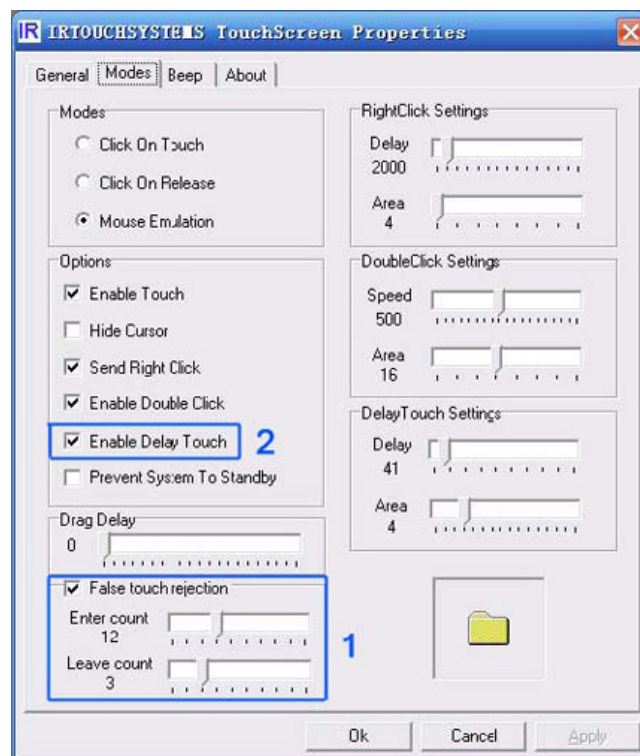 IR IRTOUCHSYSTEMS TouchScreen Properties
General Modes Beep About
Modes
Click On Touch
Click On Release
Mouse Emulation
Options
Enable Touch
Hide Cursor
Send Right Click
Enable Double Click
Enable Delay Touch 2
Prevent System To Standby
Drag Delay
0
False touch rejection
Enter count
12
Leave count
3
1
RightClick Settings
Delay
2000
Area
4
DoubleClick Settings
Speed
500
Area
16
DelayTouch Settings
Delay
41
Area
4
Ok Cancel Apply